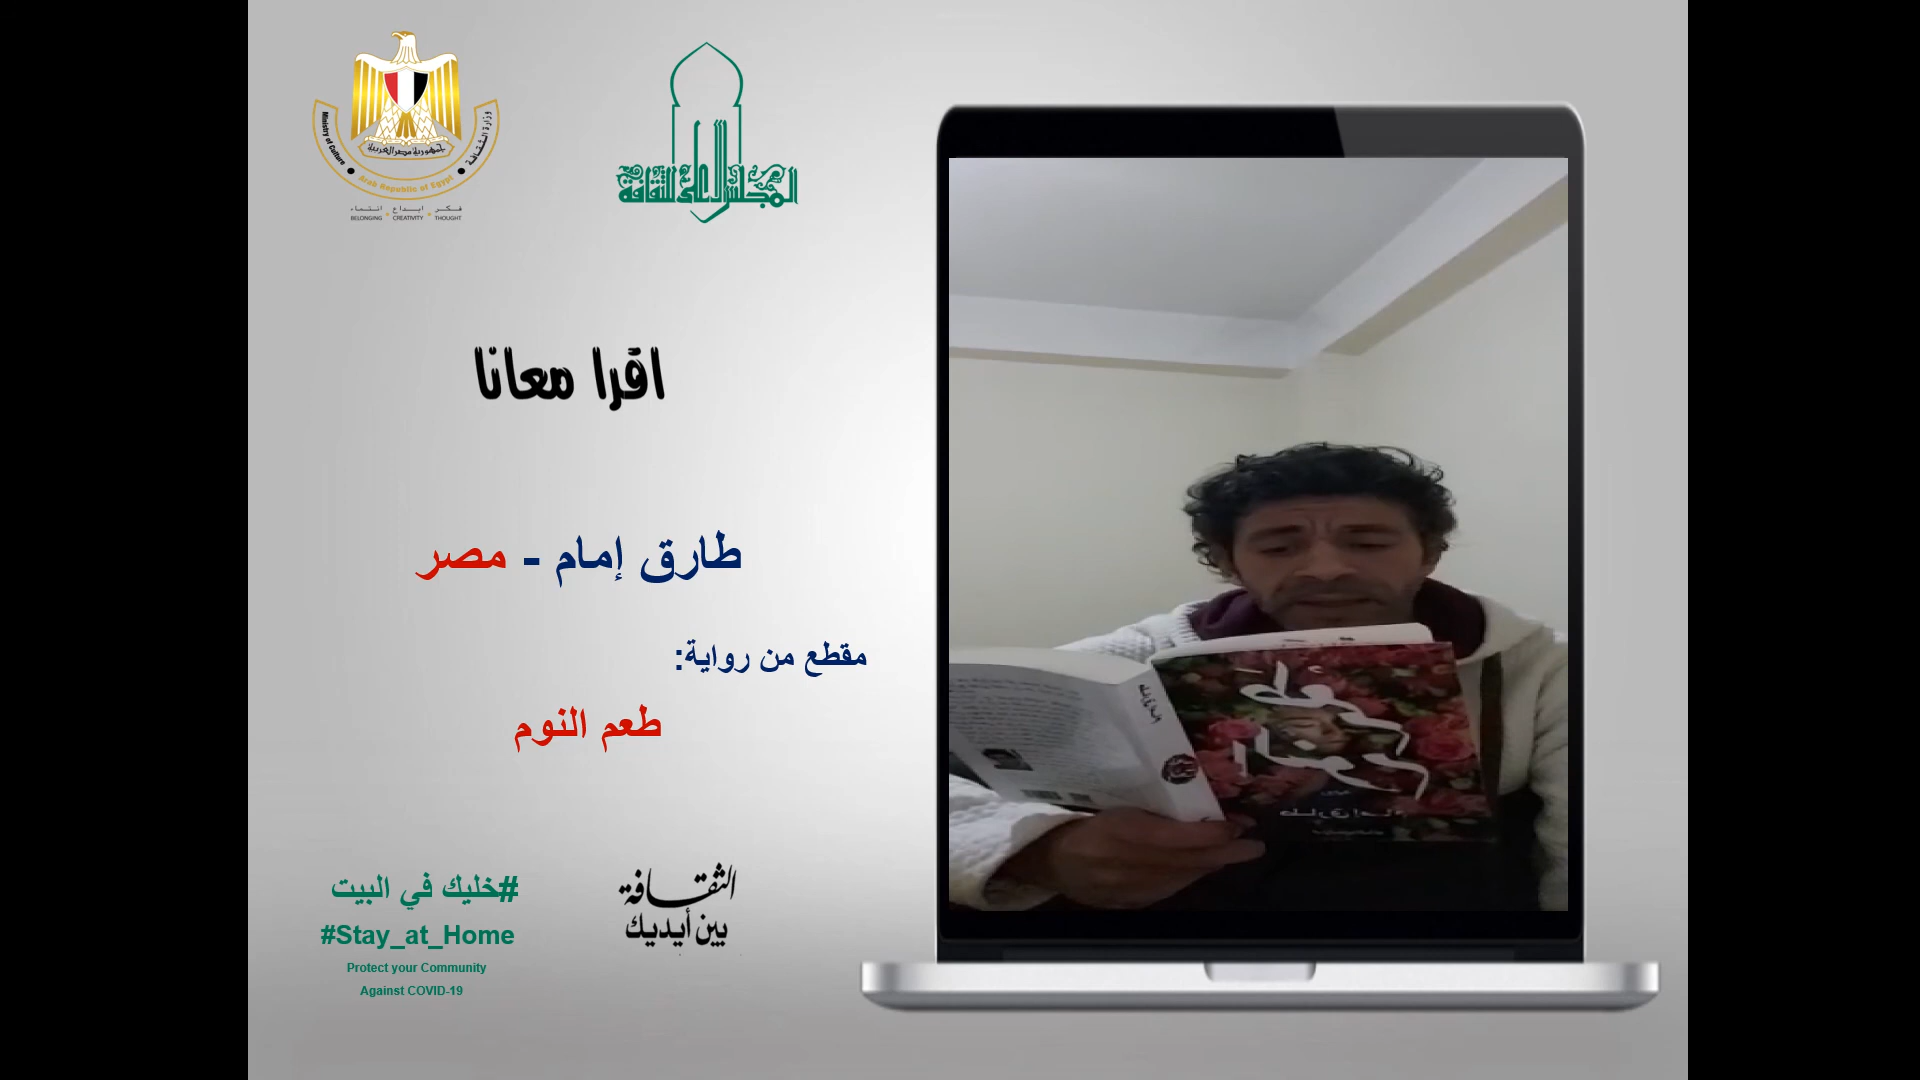 Ministry of Culture
وزارة الثقافة
جمهورية مصر العربية
Arab Republic of Egypt
فكر ابداع انتماء
BELONGING • CREATIVITY • THOUGHT
المجلس الأعلى للثقافة
اقرا معانا
طارق إمام - مصر
مقطع من رواية:
طعم النوم
#خليك في البيت
#Stay_at_Home
Protect your Community
Against COVID-19
الثقافة
بين أيديك